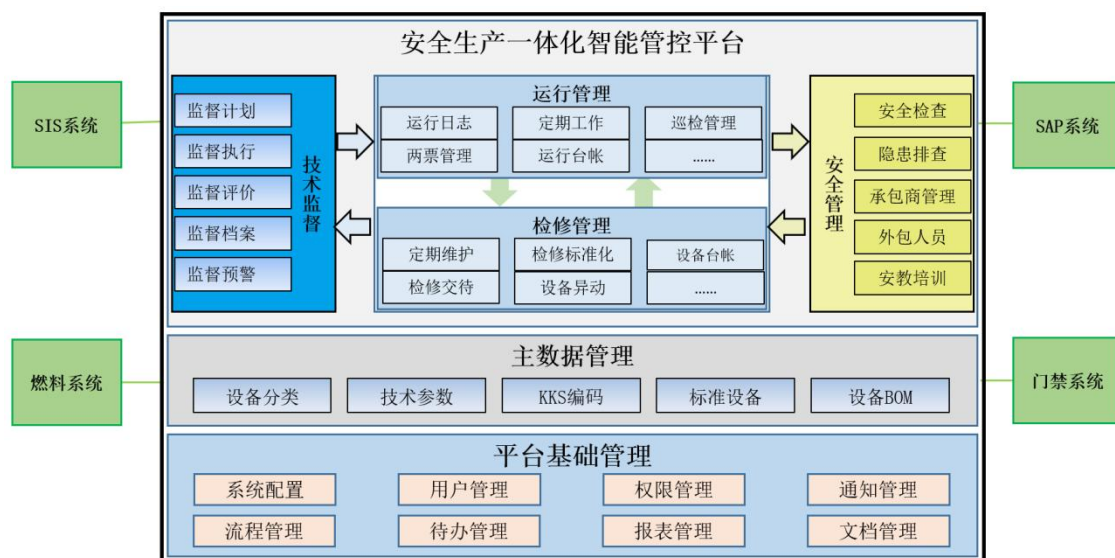 安全生产一体化智能管控平台
SIS系统
燃料系统
SAP系统
门禁系统
监督计划
监督执行
监督评价
监督档案
监督预警
技术监督
运行管理
运行日志
定期工作
巡检管理
两票管理
运行台帐
......
检修管理
定期维护
检修标准化
设备台帐
检修交待
设备异动
......
安全管理
安全检查
隐患排查
承包商管理
外包人员
安教培训
主数据管理
设备分类
技术参数
KKS编码
标准设备
设备BOM
平台基础管理
系统配置
用户管理
权限管理
通知管理
流程管理
待办管理
报表管理
文档管理